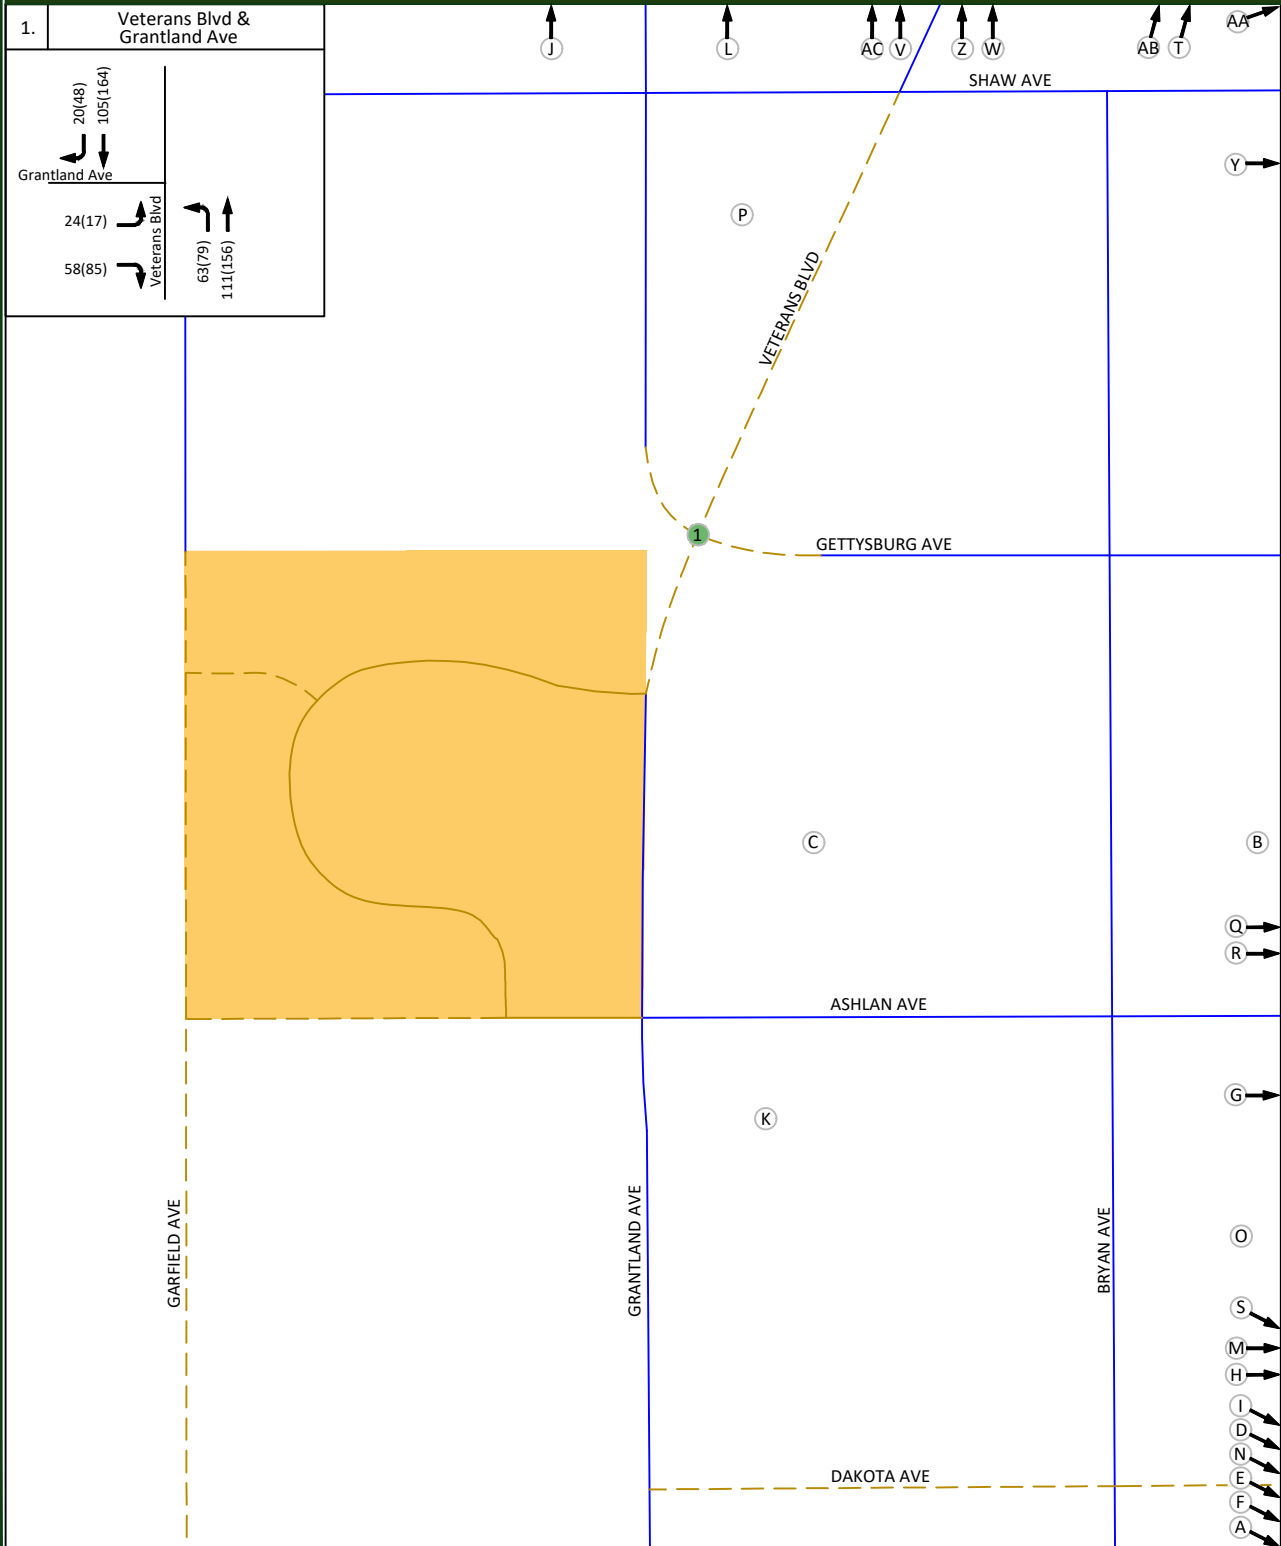 1.
Veterans Blvd &
Grantland Ave
20(48)
105(164)
Grantland Ave
24(17)
58(85)
Veterans Blvd
63(79)
111(156)
J
L
AC
V
Z
W
AB
T
AA
SHAW AVE
Y
P
VETERANS BLVD
1
GETTYSBURG AVE
C
B
Q
R
ASHLAN AVE
G
K
GARFIELD AVE
GRANTLAND AVE
BRYAN AVE
O
S
M
H
I
D
N
DAKOTA AVE
E
F
A